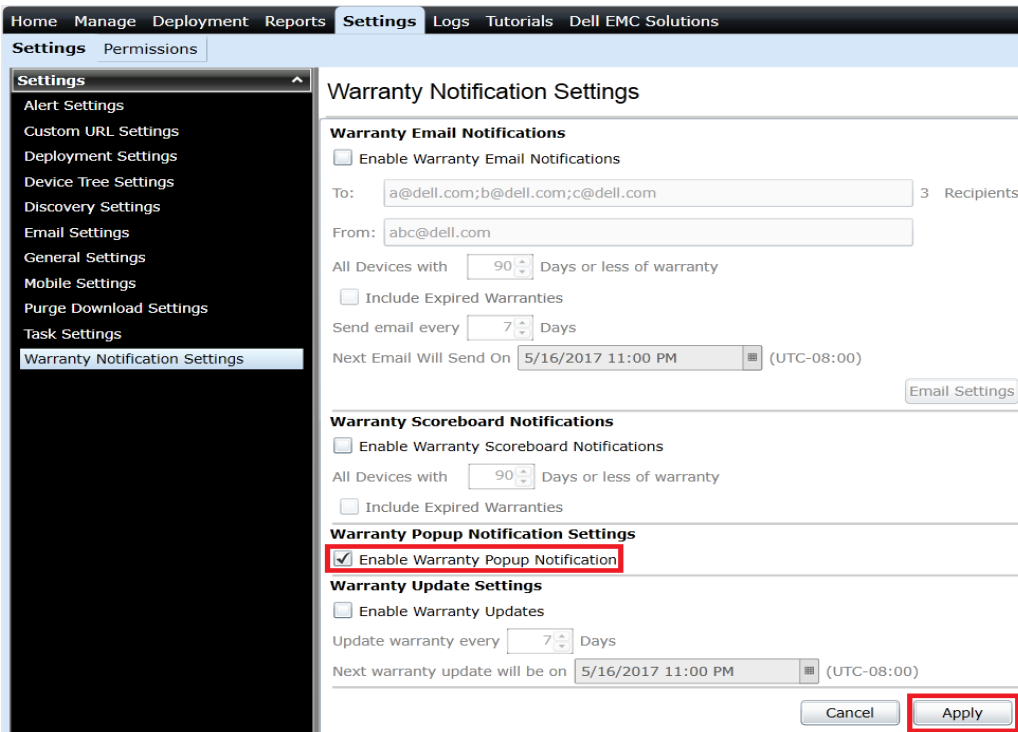 Home Manage Deployment Reports Settings Logs Tutorials Dell EMC Solutions
Settings Permissions
Settings
Alert Settings
Custom URL Settings
Deployment Settings
Device Tree Settings
Discovery Settings
Email Settings
General Settings
Mobile Settings
Purge Download Settings
Task Settings
Warranty Notification Settings
Warranty Notification Settings
Warranty Email Notifications
Enable Warranty Email Notifications
To: a@dell.com;b@dell.com;c@dell.com 3 Recipients
From: abc@dell.com
All Devices with 90 Days or less of warranty
Include Expired Warranties
Send email every 7 Days
Next Email Will Send On 5/16/2017 11:00 PM (UTC-08:00)
Email Settings
Warranty Scoreboard Notifications
Enable Warranty Scoreboard Notifications
All Devices with 90 Days or less of warranty
Include Expired Warranties
Warranty Popup Notification Settings
Enable Warranty Popup Notification
Warranty Update Settings
Enable Warranty Updates
Update warranty every 7 Days
Next warranty update will be on 5/16/2017 11:00 PM (UTC-08:00)
Cancel Apply